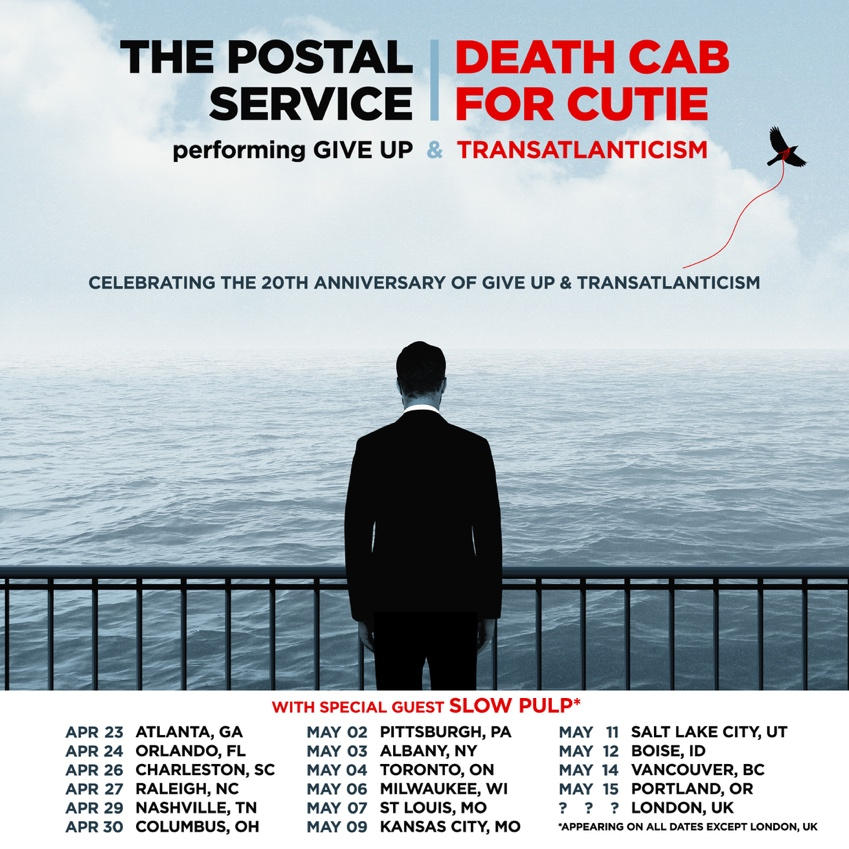 THE POSTAL SERVICE
DEATH CAB FOR CUTIE
performing GIVE UP & TRANSATLANTICISM
CELEBRATING THE 20TH ANNIVERSARY OF GIVE UP & TRANSATLANTICISM
WITH SPECIAL GUEST SLOW PULP*
APR 23 ATLANTA, GA
APR 24 ORLANDO, FL
APR 26 CHARLESTON, SC
APR 27 RALEIGH, NC
APR 29 NASHVILLE, TN
APR 30 COLUMBUS, OH
MAY 02 PITTSBURGH, PA
MAY 03 ALBANY, NY
MAY 04 TORONTO, ON
MAY 06 MILWAUKEE, WI
MAY 07 ST LOUIS, MO
MAY 09 KANSAS CITY, MO
MAY 11 SALT LAKE CITY, UT
MAY 12 BOISE, ID
MAY 14 VANCOUVER, BC
MAY 15 PORTLAND, OR
? ? ? LONDON, UK
*APPEARING ON ALL DATES EXCEPT LONDON, UK